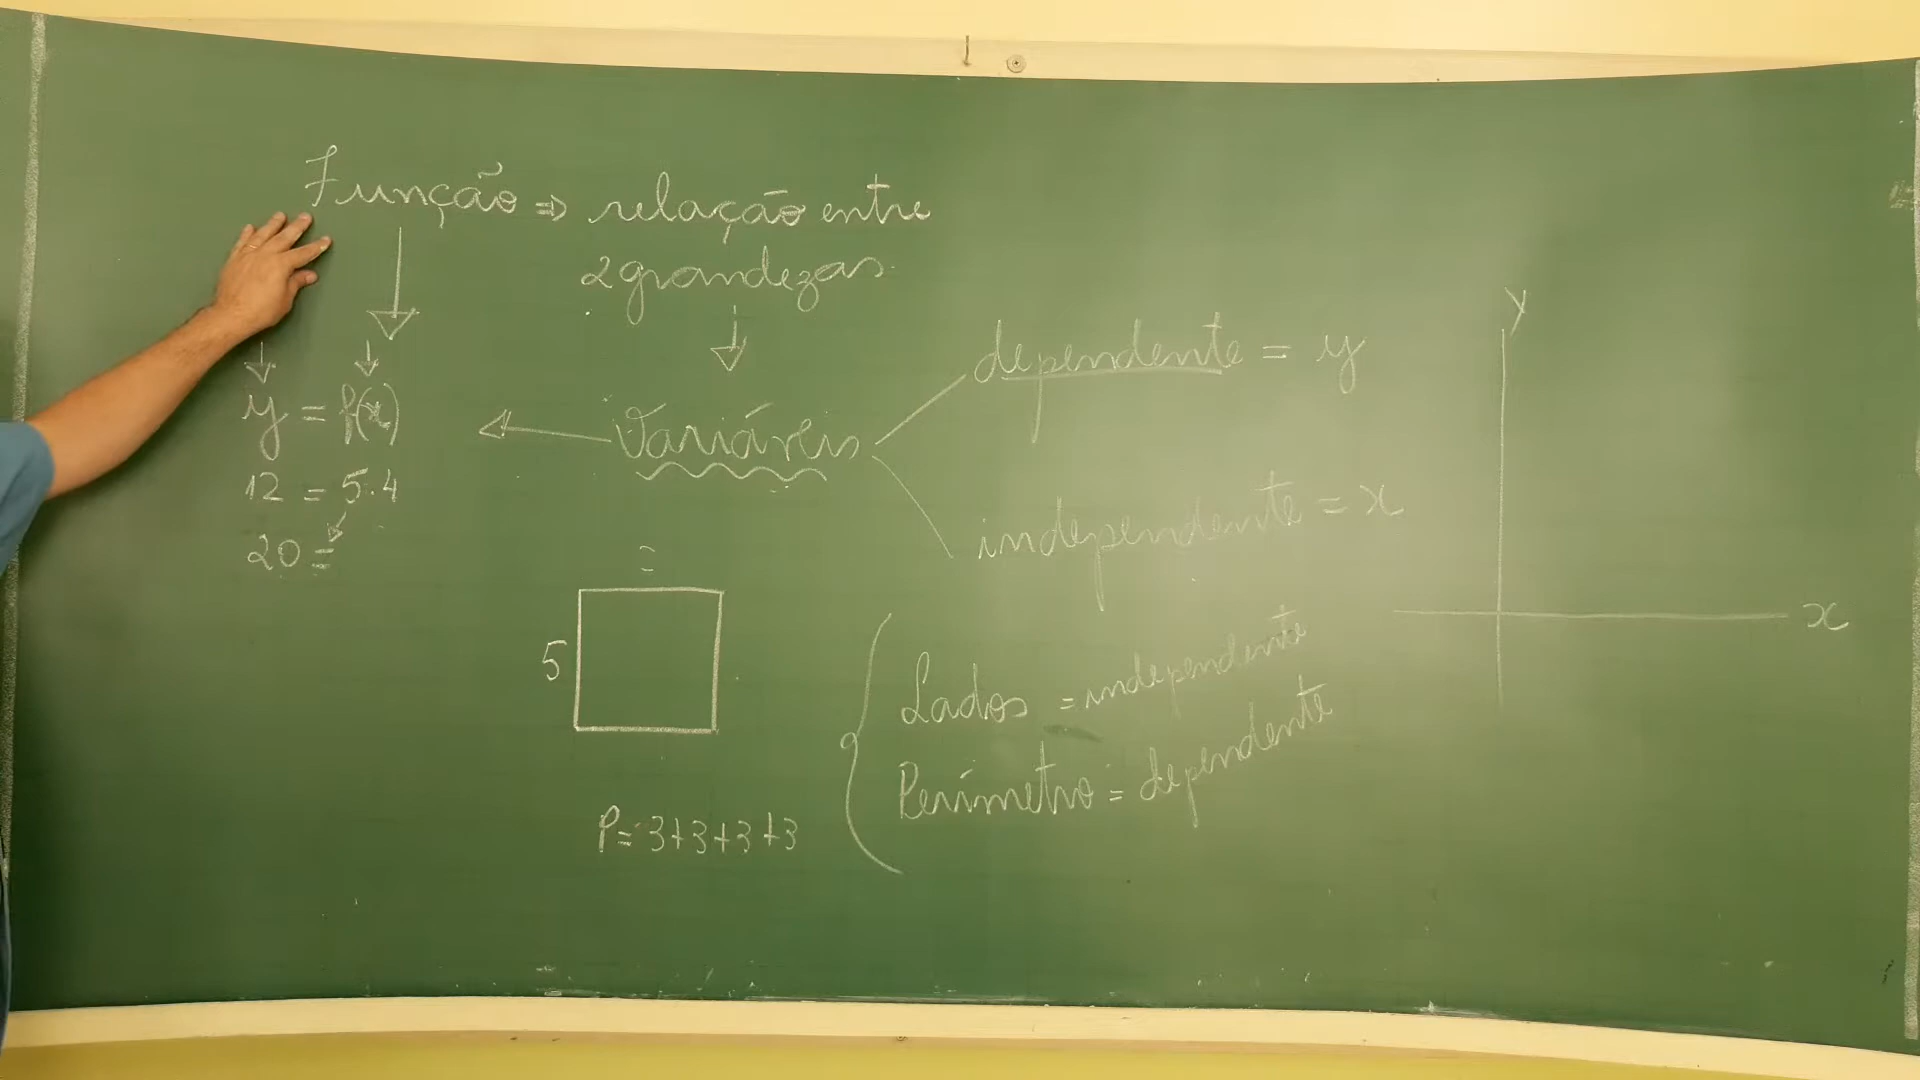 Função ⇒ relação entre
2 grandezas
y = f(x)
12 = 5.4
20 =
Variáveis
dependente = y
independente = x
y
x
=
5
P = 3+3+3+3
Lados = independente
Perímetro = dependente